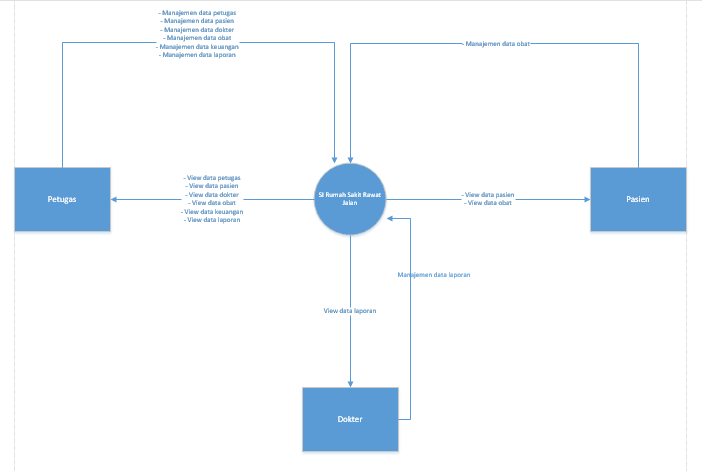 - Manajemen data petugas
- Manajemen data pasien
- Manajemen data dokter
- Manajemen data obat
- Manajemen data keuangan
- Manajemen data laporan
- Manajemen data obat
Petugas
- View data petugas
- View data pasien
- View data dokter
- View data obat
- View data keuangan
- View data laporan
SI Rumah Sakit Rawat
Jalan
- View data pasien
- View data obat
Pasien
Manajemen data laporan
View data laporan
Dokter